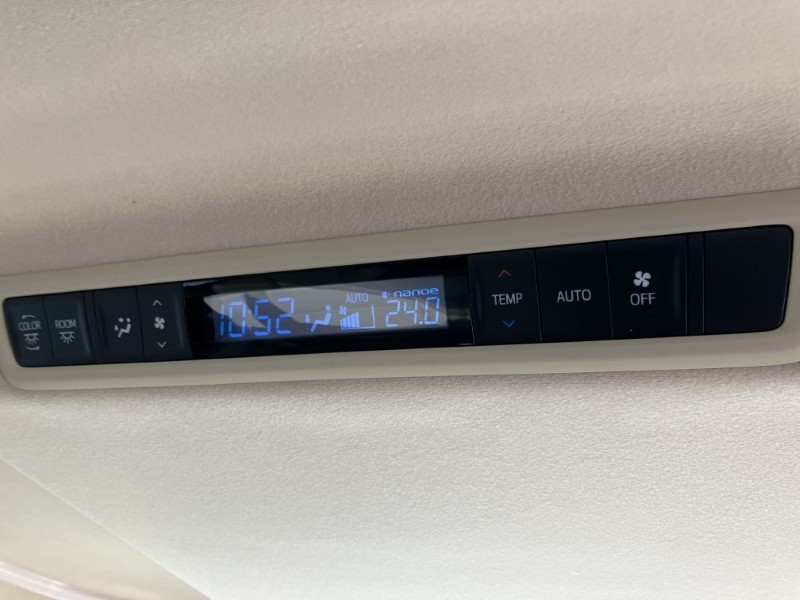 COLOR
ROOM
10:52
AUTO
nanoe
24.0
TEMP
AUTO
OFF